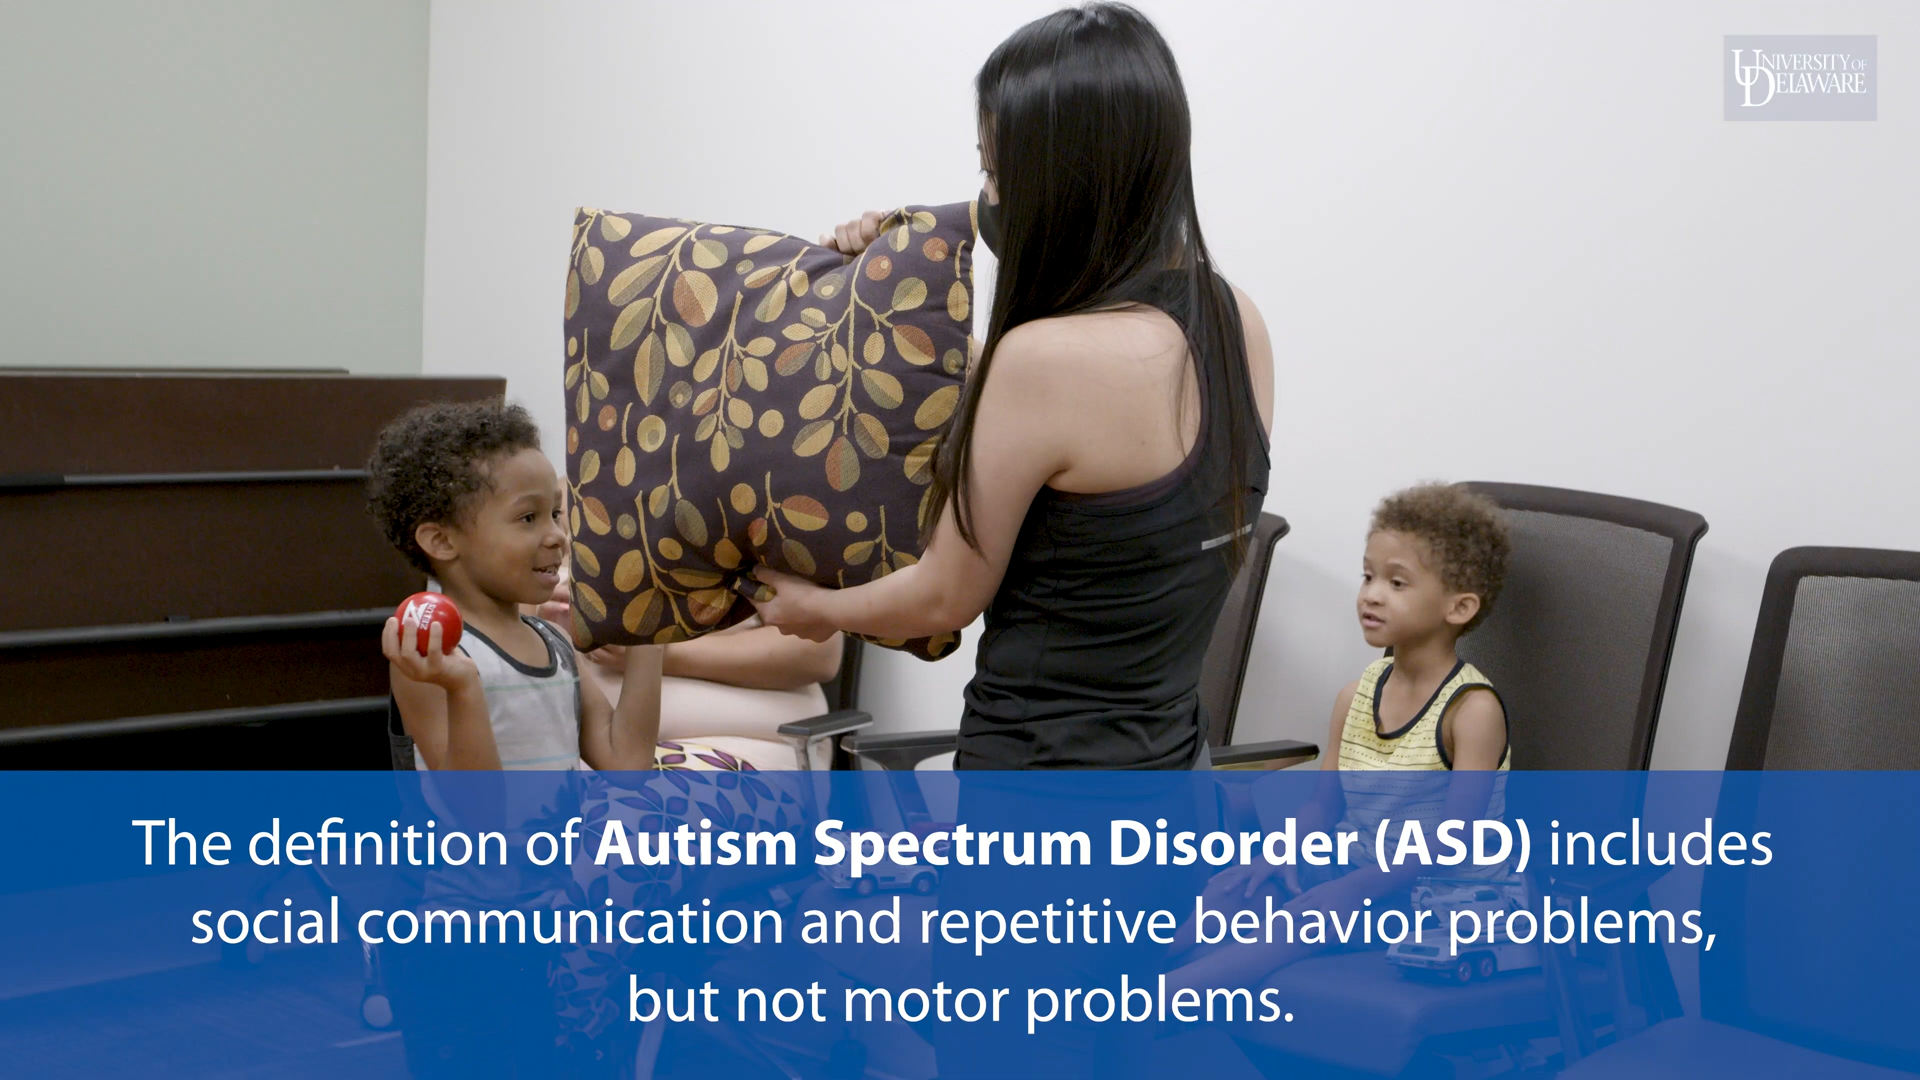 UNIVERSITY OF
DELAWARE
ZEUS
The definition of Autism Spectrum Disorder (ASD) includes
social communication and repetitive behavior problems,
but not motor problems.